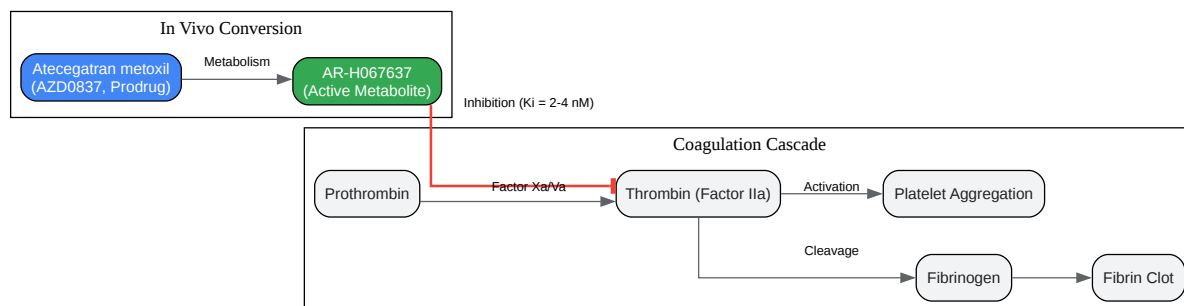 In Vivo Conversion
Atecegatran metoxil
(AZD0837, Prodrug)
Metabolism
AR-H067637
(Active Metabolite)
Inhibition (Ki = 2-4 nM)
Coagulation Cascade
Prothrombin
Factor Xa/Va
Thrombin (Factor IIa)
Activation
Platelet Aggregation
Cleavage
Fibrinogen
Fibrin Clot